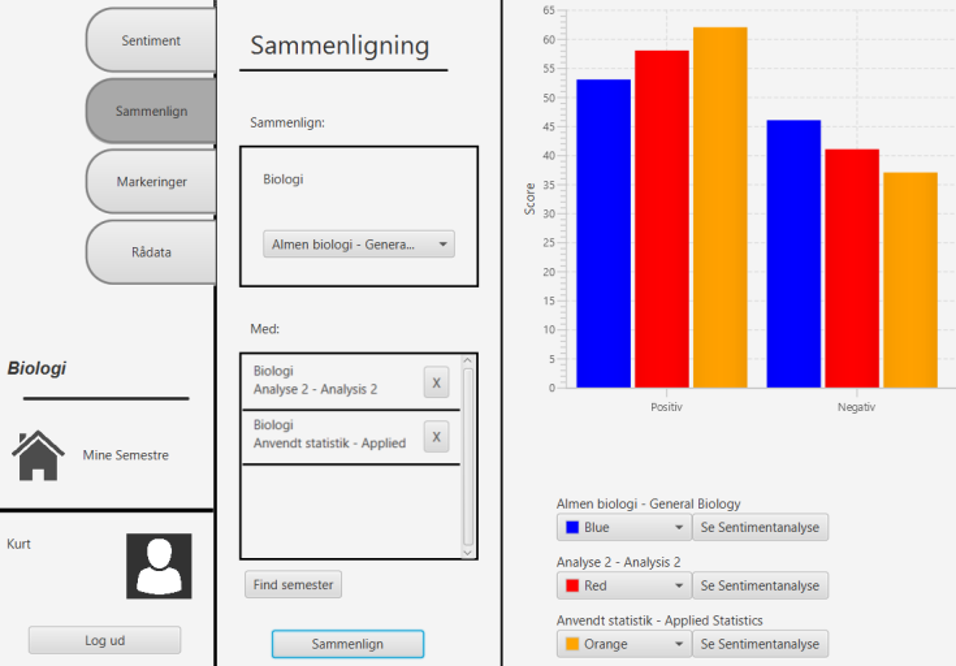 Sentiment
Sammenlign
Markeringer
Rådata
Biologi
Mine Semestre
Kurt
Log ud
Sammenligning
Sammenlign:
Biologi
Almen biologi - Genera...
Med:
Biologi
Analyse 2 - Analysis 2
X
Biologi
Anvendt statistik - Applied
X
Find semester
Sammenlign
Score
65
60
55
50
45
40
35
30
25
20
15
10
5
0
Positiv
Negativ
Almen biologi - General Biology
Blue
Se Sentimentanalyse
Analyse 2 - Analysis 2
Red
Se Sentimentanalyse
Anvendt statistik - Applied Statistics
Orange
Se Sentimentanalyse